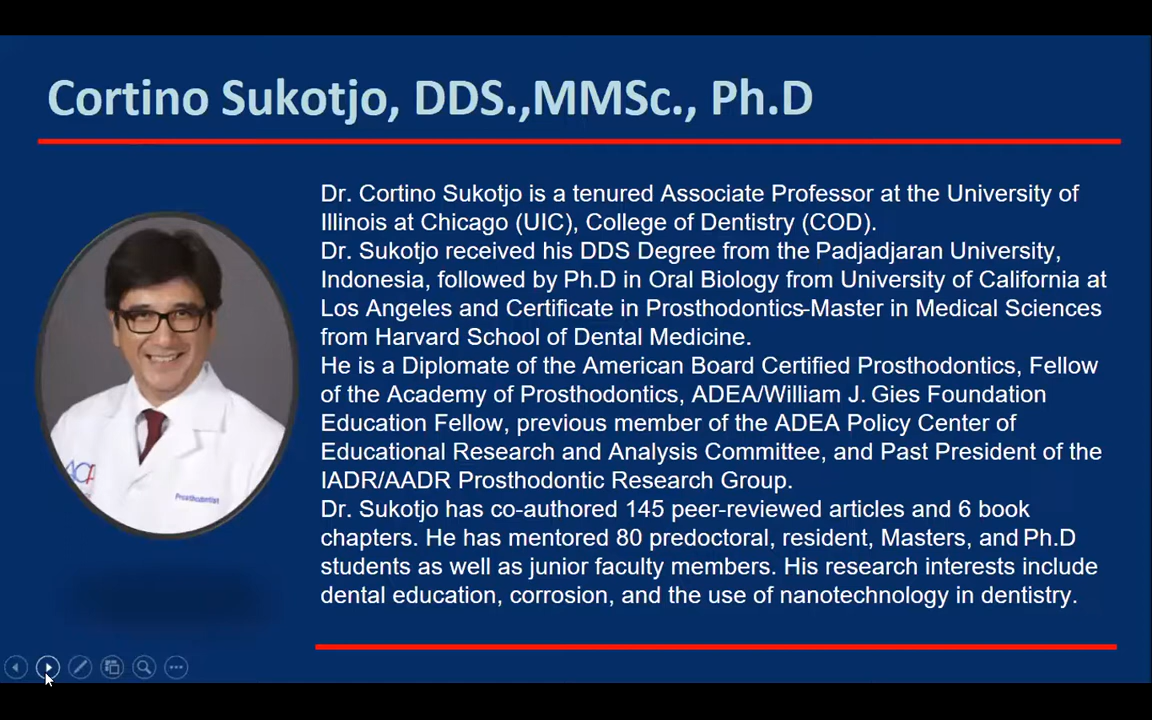 Cortino Sukotjo, DDS.,MMSc., Ph.D
Dr. Cortino Sukotjo is a tenured Associate Professor at the University of
Illinois at Chicago (UIC), College of Dentistry (COD).
Dr. Sukotjo received his DDS Degree from the Padjadjaran University,
Indonesia, followed by Ph.D in Oral Biology from University of California at
Los Angeles and Certificate in Prosthodontics-Master in Medical Sciences
from Harvard School of Dental Medicine.
He is a Diplomate of the American Board Certified Prosthodontics, Fellow
of the Academy of Prosthodontics, ADEA/William J. Gies Foundation
Education Fellow, previous member of the ADEA Policy Center of
Educational Research and Analysis Committee, and Past President of the
IADR/AADR Prosthodontic Research Group.
Dr. Sukotjo has co-authored 145 peer-reviewed articles and 6 book
chapters. He has mentored 80 predoctoral, resident, Masters, and Ph.D
students as well as junior faculty members. His research interests include
dental education, corrosion, and the use of nanotechnology in dentistry.
ACP
Prosthodontist